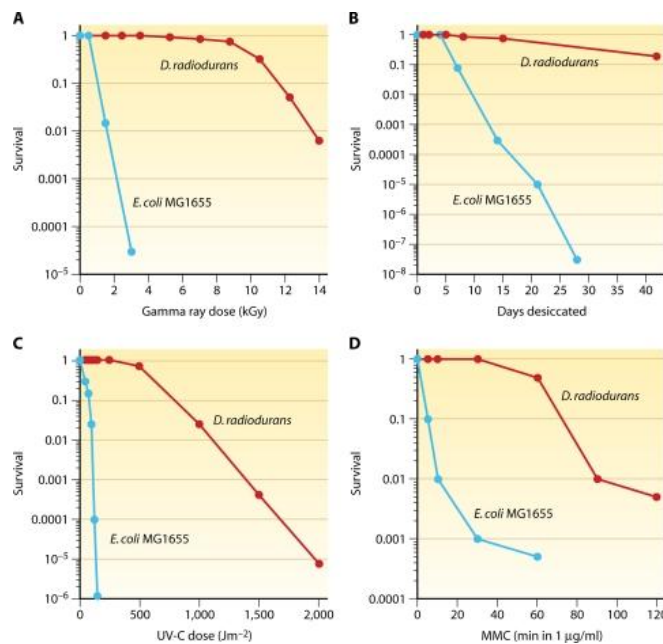 A
1
0.1
0.01
0.001
0.0001
10⁻⁵
Survival
D. radiodurans
E. coli MG1655
0 2 4 6 8 10 12 14
Gamma ray dose (kGy)
B
1
0.1
0.01
0.001
0.0001
10⁻⁵
10⁻⁶
10⁻⁷
10⁻⁸
Survival
D. radiodurans
E. coli MG1655
0 5 10 15 20 25 30 35 40
Days desiccated
C
1
0.1
0.01
0.001
0.0001
10⁻⁵
10⁻⁶
Survival
D. radiodurans
E. coli MG1655
0 500 1,000 1,500 2,000
UV-C dose (Jm⁻²)
D
1
0.1
0.01
0.001
0.0001
Survival
D. radiodurans
E. coli MG1655
0 20 40 60 80 100 120
MMC (min in 1 μg/ml)